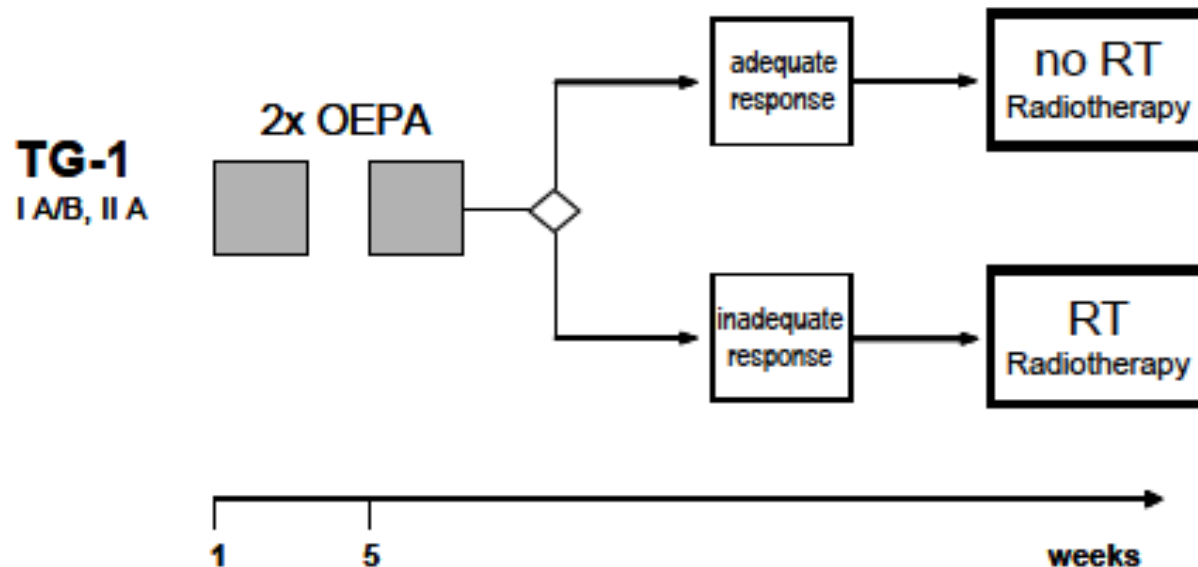 2x OEPA
TG-1
I A/B, II A
adequate
response
no RT
Radiotherapy
inadequate
response
RT
Radiotherapy
1
5
weeks